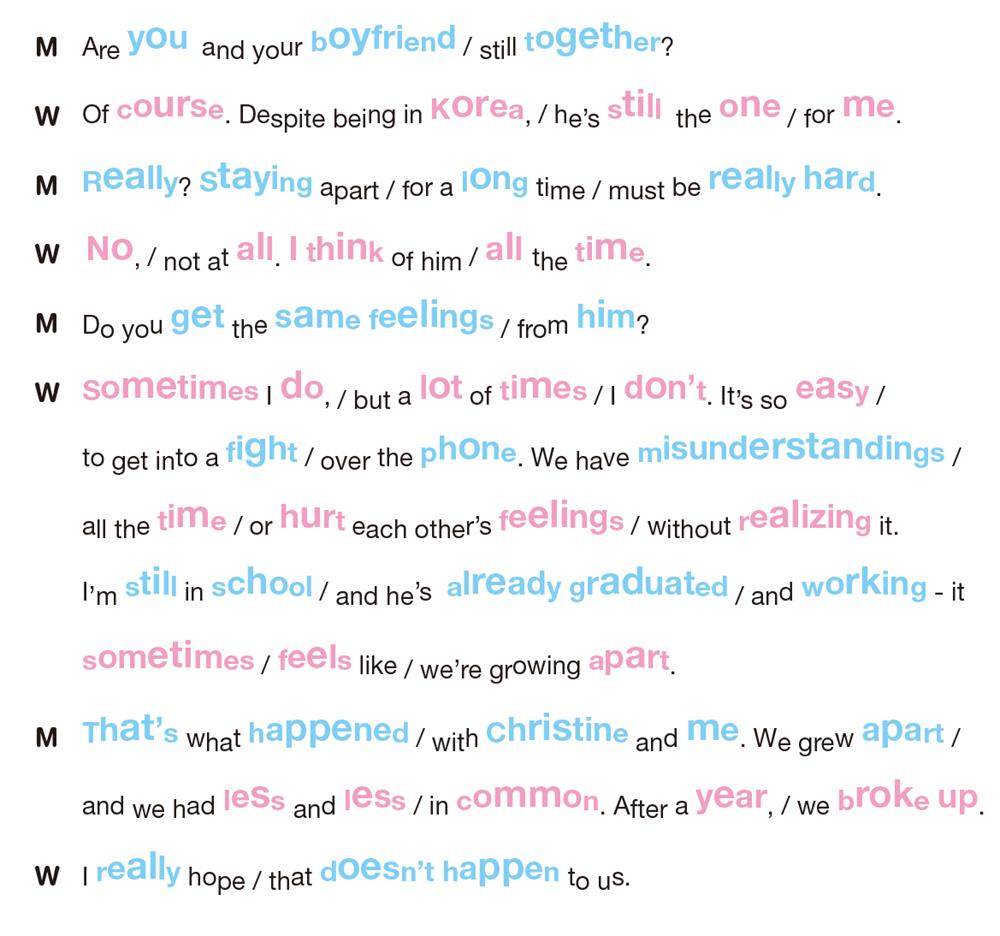 M Are you and your boyfriend / still together?
W Of course. Despite being in Korea, / he's still the one / for me.
M Really? Staying apart / for a long time / must be really hard.
W No, / not at all. I think of him / all the time.
M Do you get the same feelings / from him?
W Sometimes I do, / but a lot of times / I don't. It's so easy /
to get into a fight / over the phone. We have misunderstandings /
all the time / or hurt each other's feelings / without realizing it.
I'm still in school / and he's already graduated / and working - it
sometimes / feels like / we're growing apart.
M That's what happened / with Christine and me. We grew apart /
and we had less and less / in common. After a year, / we broke up.
W I really hope / that doesn't happen to us.